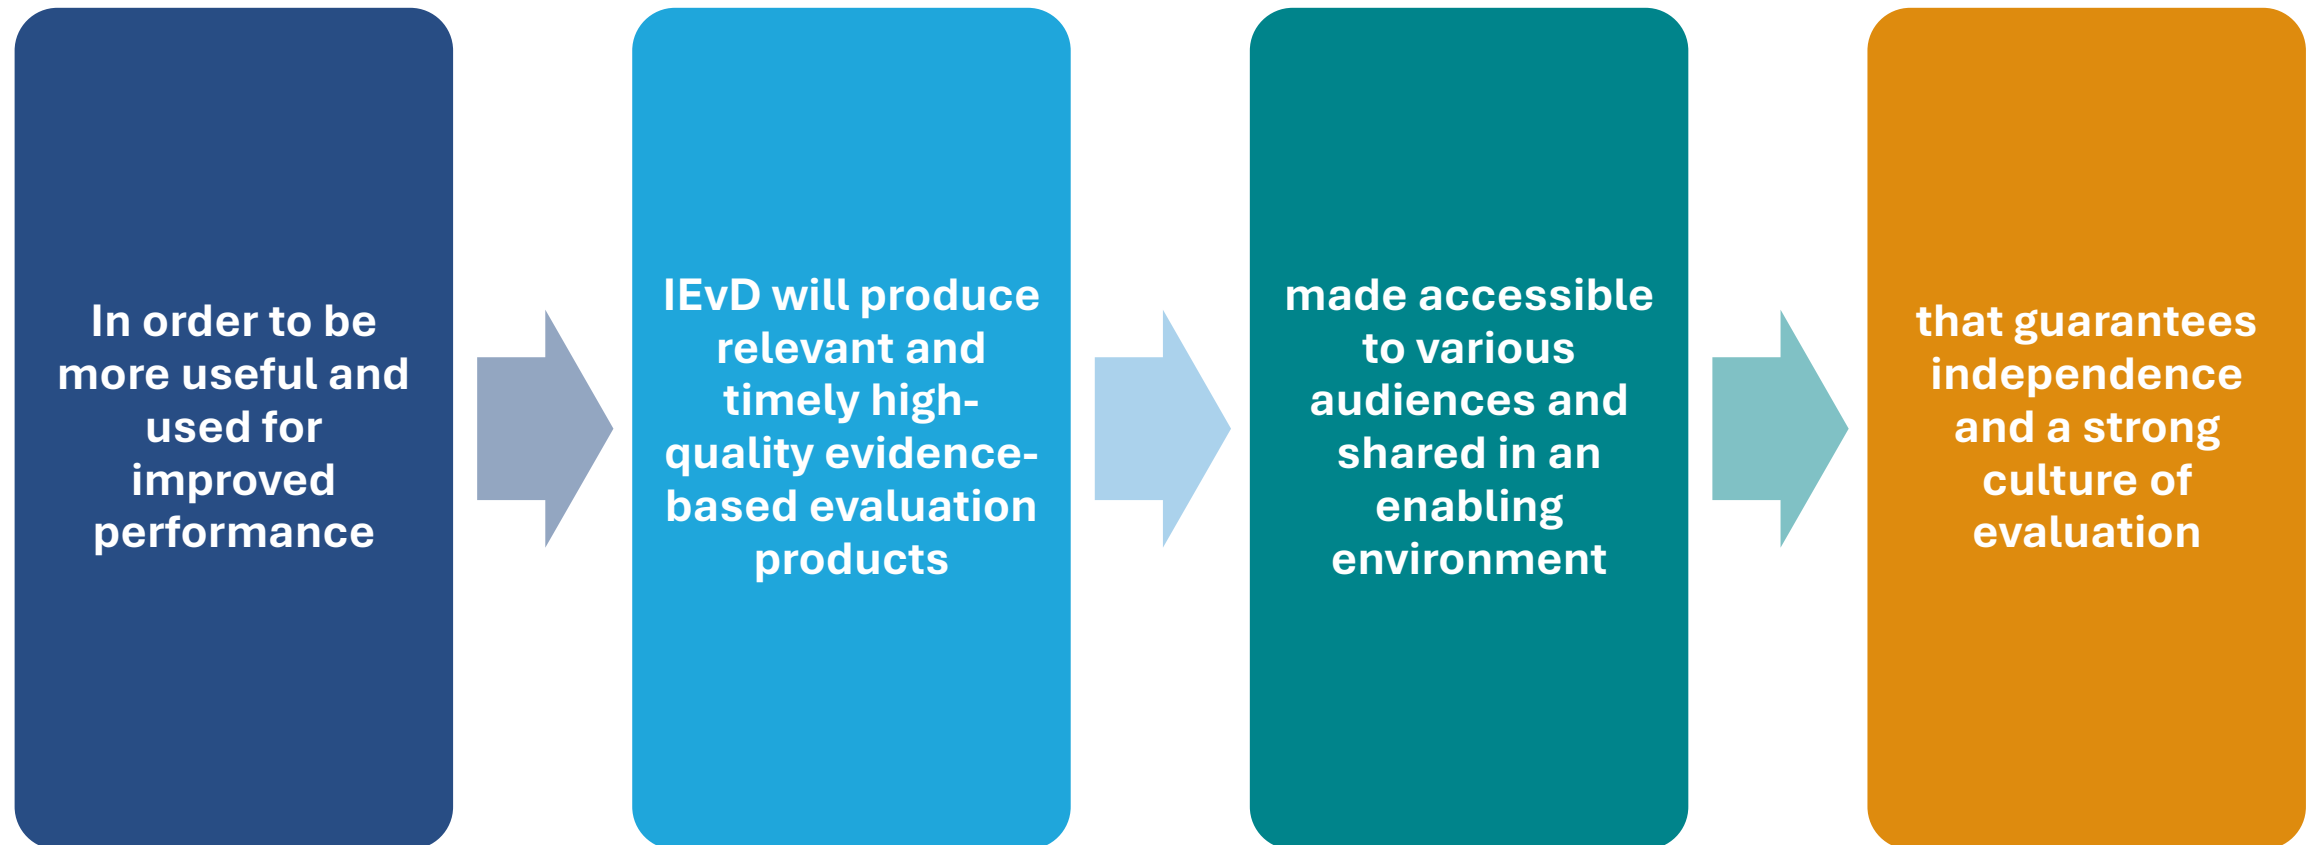 In order to be
more useful and
used for
improved
performance
IEvD will produce
relevant and
timely high-
quality evidence-
based evaluation
products
made accessible
to various
audiences and
shared in an
enabling
environment
that guarantees
independence
and a strong
culture of
evaluation